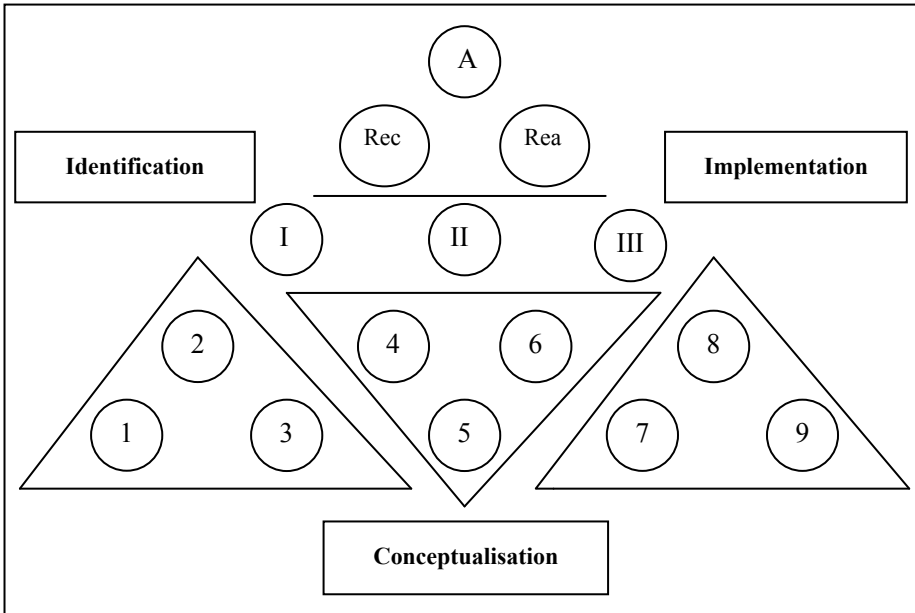 A
Rec Rea
Identification
Implementation
I II III
2
1 3
4 6
5
8
7 9
Conceptualisation